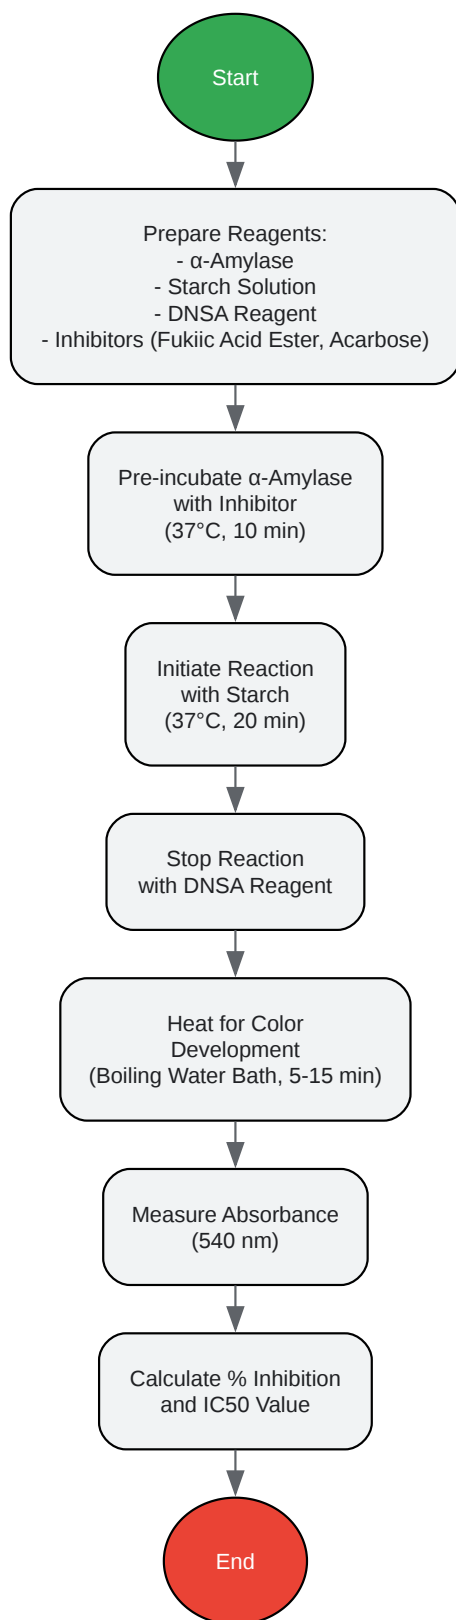 Start
Prepare Reagents:
- α-Amylase
- Starch Solution
- DNSA Reagent
- Inhibitors (Fukiic Acid Ester, Acarbose)
Pre-incubate α-Amylase
with Inhibitor
(37°C, 10 min)
Initiate Reaction
with Starch
(37°C, 20 min)
Stop Reaction
with DNSA Reagent
Heat for Color
Development
(Boiling Water Bath, 5-15 min)
Measure Absorbance
(540 nm)
Calculate % Inhibition
and IC50 Value
End